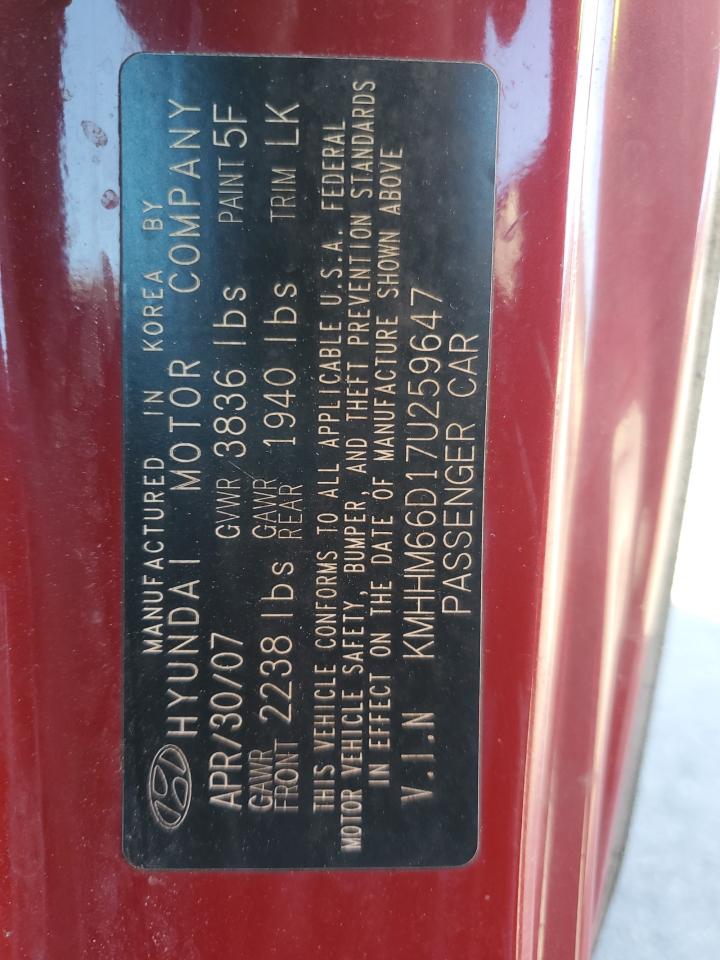 MANUFACTURED IN KOREA BY
HYUNDAI MOTOR COMPANY
APR/30/07 GVWR 3836 lbs PAINT 5F
GAWR FRONT 2238 lbs GAWR REAR 1940 lbs TRIM LK
THIS VEHICLE CONFORMS TO ALL APPLICABLE U.S.A. FEDERAL
MOTOR VEHICLE SAFETY, BUMPER, AND THEFT PREVENTION STANDARDS
IN EFFECT ON THE DATE OF MANUFACTURE SHOWN ABOVE
V.I.N KMHHM66D17U259647
PASSENGER CAR